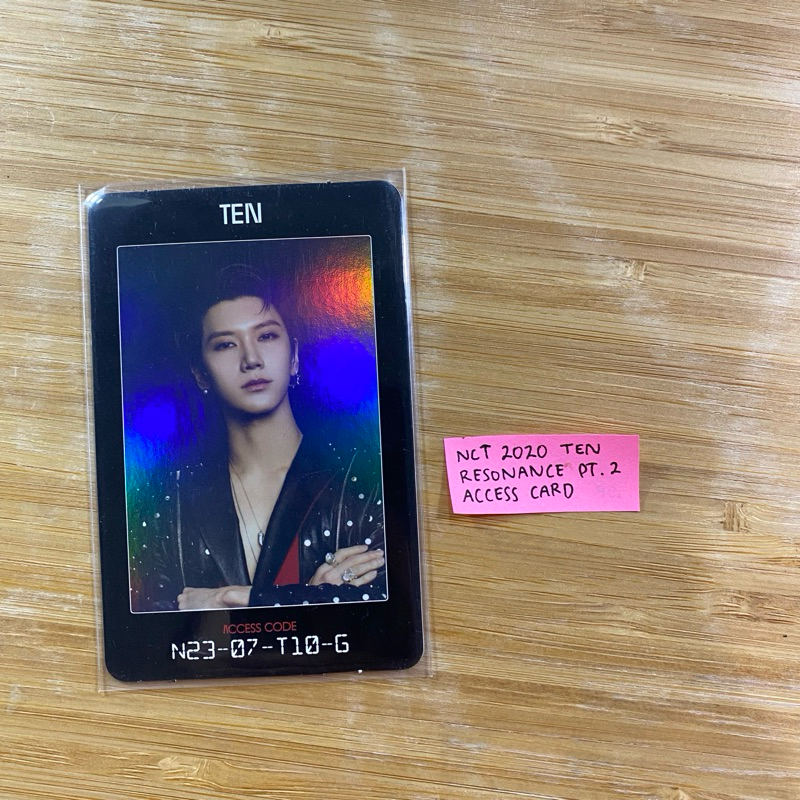 TEN
ACCESS CODE
N23-07-T10-G
NCT 2020 TEN
RESONANCE PT. 2
ACCESS CARD